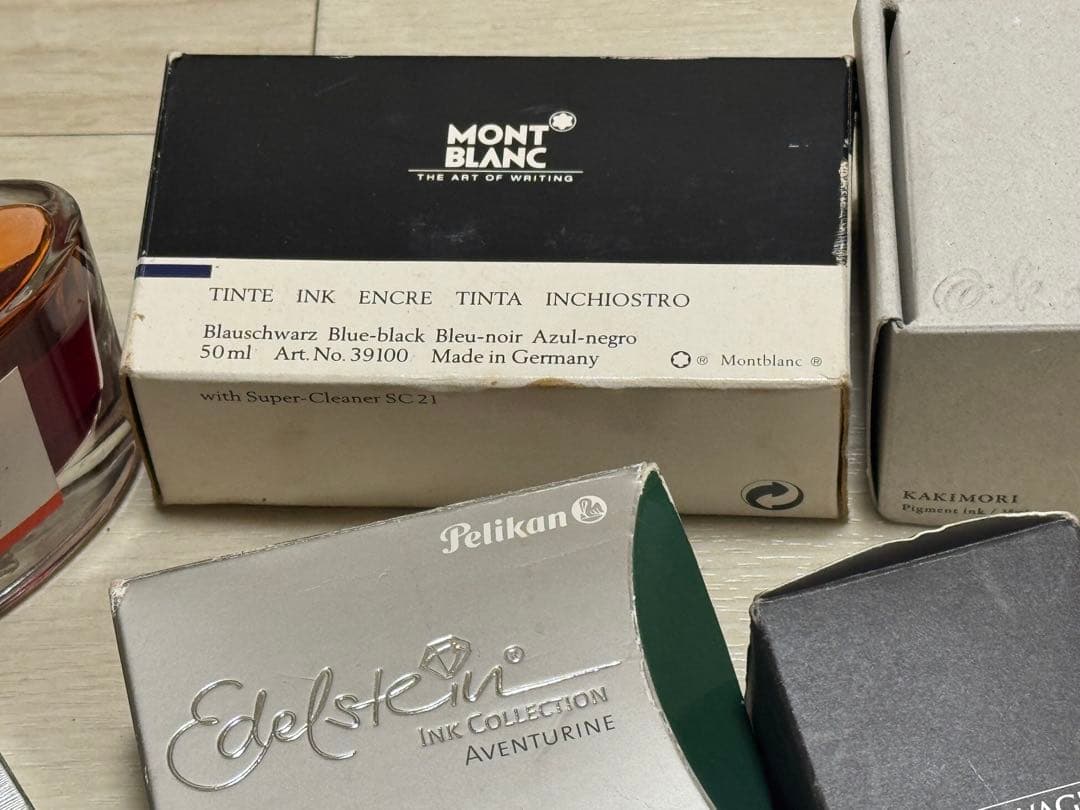 MONT
BLANC
THE ART OF WRITING
TINTE INK ENCRE TINTA INCHIOSTRO
Blauschwarz Blue-black Bleu-noir Azul-negro
50 ml Art. No. 39100 Made in Germany
® Montblanc ®
with Super-Cleaner SC 21
KAKIMORI
Pigment ink /
Pelikan
Edelstein®
INK COLLECTION
AVENTURINE